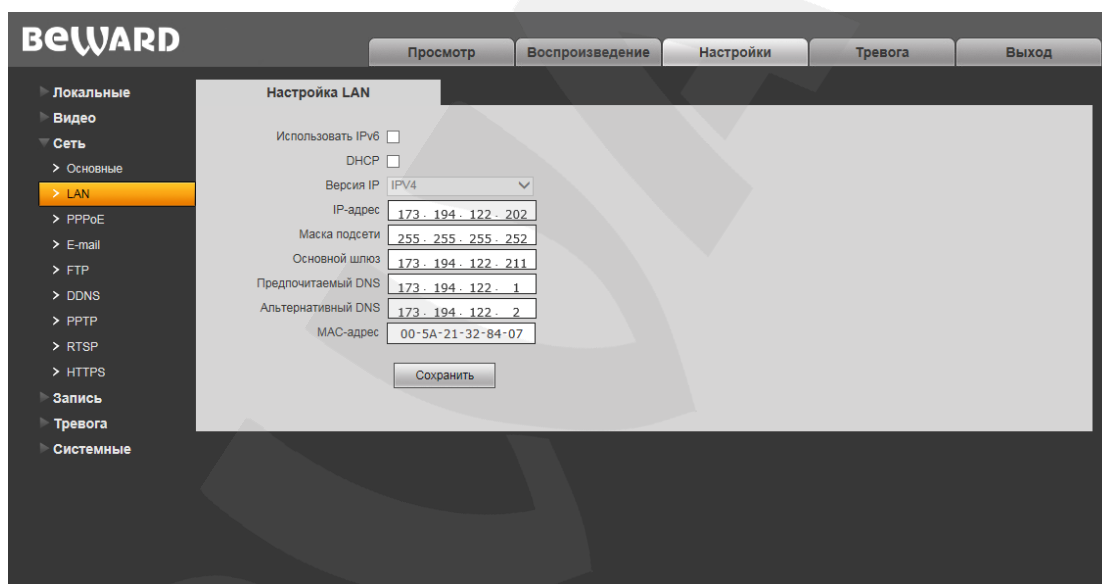 BEWARD
Просмотр Воспроизведение Настройки Тревога Выход
Локальные
Видео
Сеть
> Основные
> LAN
> PPPoE
> E-mail
> FTP
> DDNS
> PPTP
> RTSP
> HTTPS
Запись
Тревога
Системные
Настройка LAN
Использовать IPv6
DHCP
Версия IP IPV4
IP-адрес 173. 194. 122. 202
Маска подсети 255. 255. 255. 252
Основной шлюз 173. 194. 122. 211
Предпочитаемый DNS 173. 194. 122. 1
Альтернативный DNS 173. 194. 122. 2
MAC-адрес 00-5A-21-32-84-07
Сохранить